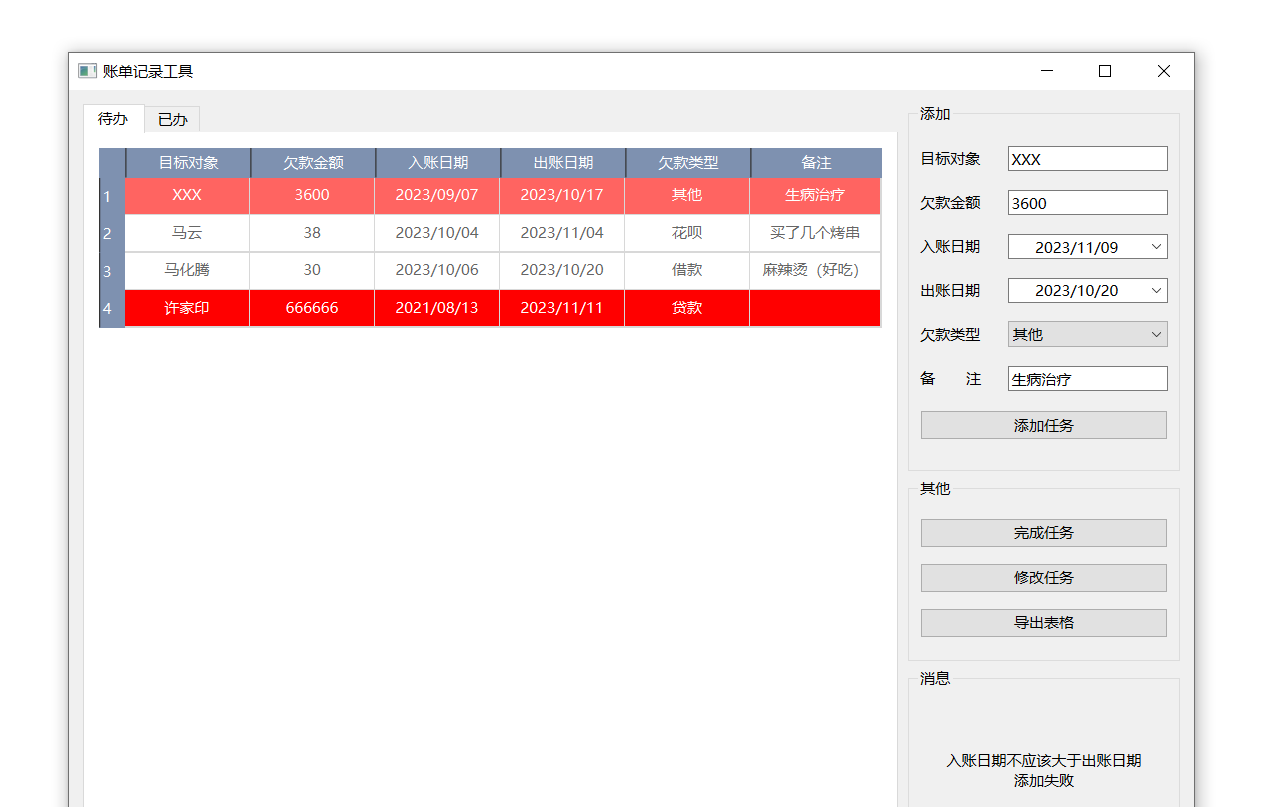 账单记录工具
待办 已办
目标对象 欠款金额 入账日期 出账日期 欠款类型 备注
1 XXX 3600 2023/09/07 2023/10/17 其他 生病治疗
2 马云 38 2023/10/04 2023/11/04 花呗 买了几个烤串
3 马化腾 30 2023/10/06 2023/10/20 借款 麻辣烫（好吃）
4 许家印 666666 2021/08/13 2023/11/11 贷款
添加
目标对象 XXX
欠款金额 3600
入账日期 2023/11/09
出账日期 2023/10/20
欠款类型 其他
备 注 生病治疗
添加任务
其他
完成任务
修改任务
导出表格
消息
入账日期不应该大于出账日期
添加失败